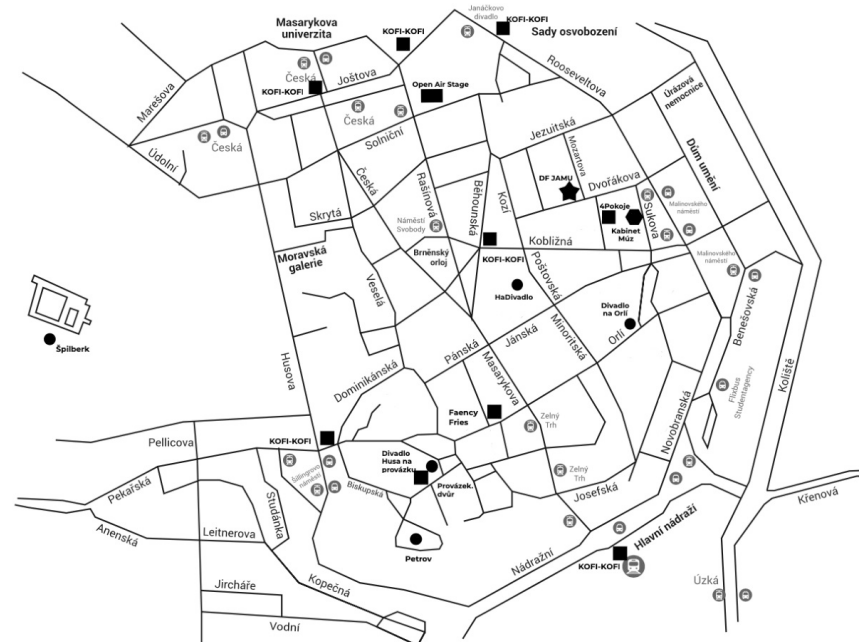 Janáčkovo
divadlo
Masarykova
univerzita
KOFI-KOFI
KOFI-KOFI
Sady osvobození
Rooseveltova
Marešova
Česká
KOFI-KOFI
Joštova
Open Air Stage
Úrazová
nemocnice
Česká
Solniční
Jezuitská
Údolní
Česká
Mozartova
Dům umění
DF JAMU
Dvořákova
Česká
Rašínova
Běhounská
Kozí
4Pokoje
Sukova
Malinovského
náměstí
Skrytá
Náměstí
Svobody
Kabinet
Múz
KOFI-KOFI
Kobližná
Moravská
galerie
Brněnský
orloj
Malinovského
náměstí
Veselá
Poštovská
HaDivadlo
Divadlo
na Orlí
Benešovská
Špilberk
Husova
Pánská
Jánská
Minoritská
Orlí
Koliště
Dominikánská
Masarykova
Flixbus
Studentagency
Faency
Fries
Zelný
Trh
Novobranská
Pellicova
KOFI-KOFI
Divadlo
Husa na
provázku
Šilingrovo
náměstí
Zelný
Trh
Pekařská
Biskupská
Provázek.
dvůr
Josefská
Křenová
Studánka
Anenská
Leitnerova
Petrov
Hlavní nádraží
Nádražní
KOFI-KOFI
Jircháře
Kopečná
Úzká
Vodní